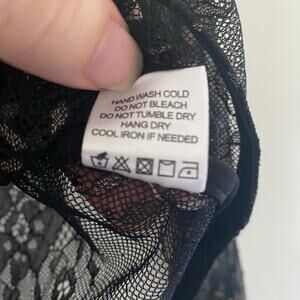 HAND WASH COLD
DO NOT BLEACH
DO NOT TUMBLE DRY
HANG DRY
COOL IRON IF NEEDED